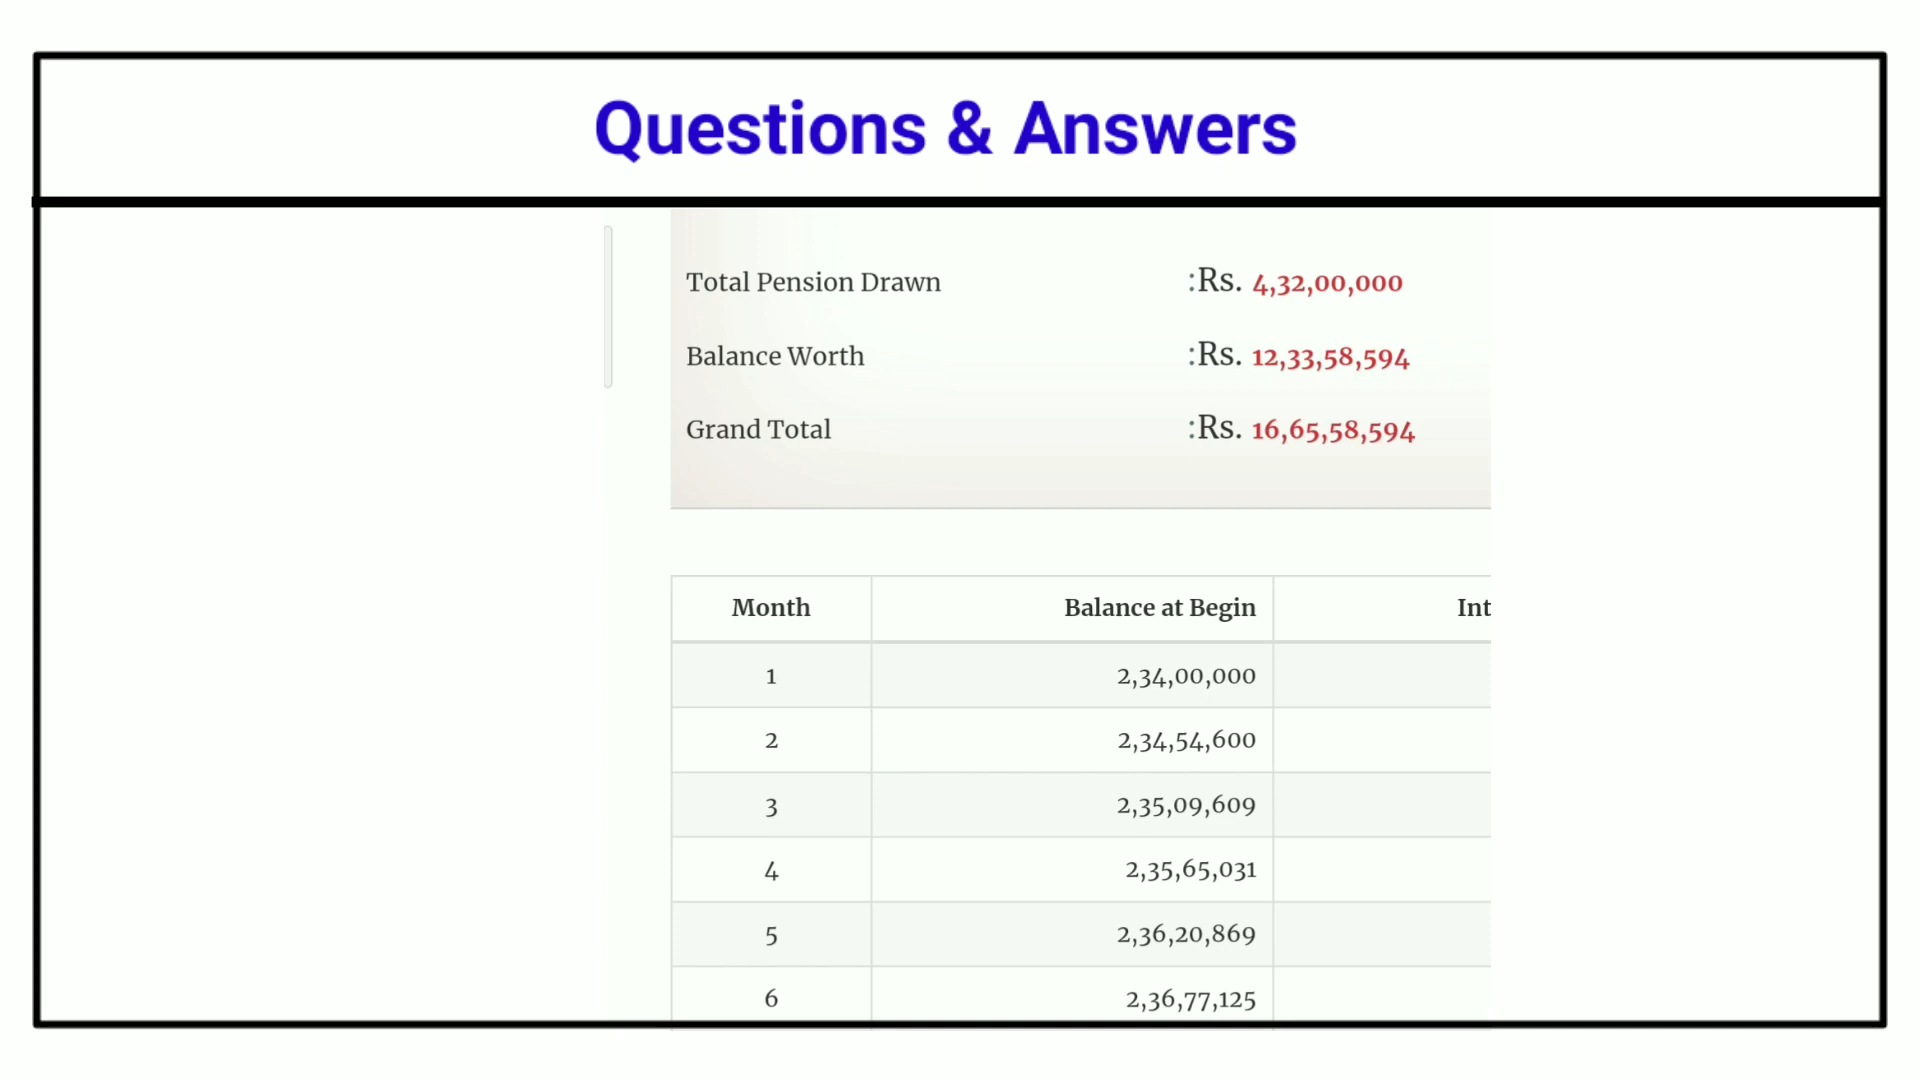 Questions & Answers
Total Pension Drawn :Rs. 4,32,00,000
Balance Worth :Rs. 12,33,58,594
Grand Total :Rs. 16,65,58,594
Month Balance at Begin Int
1 2,34,00,000
2 2,34,54,600
3 2,35,09,609
4 2,35,65,031
5 2,36,20,869
6 2,36,77,125